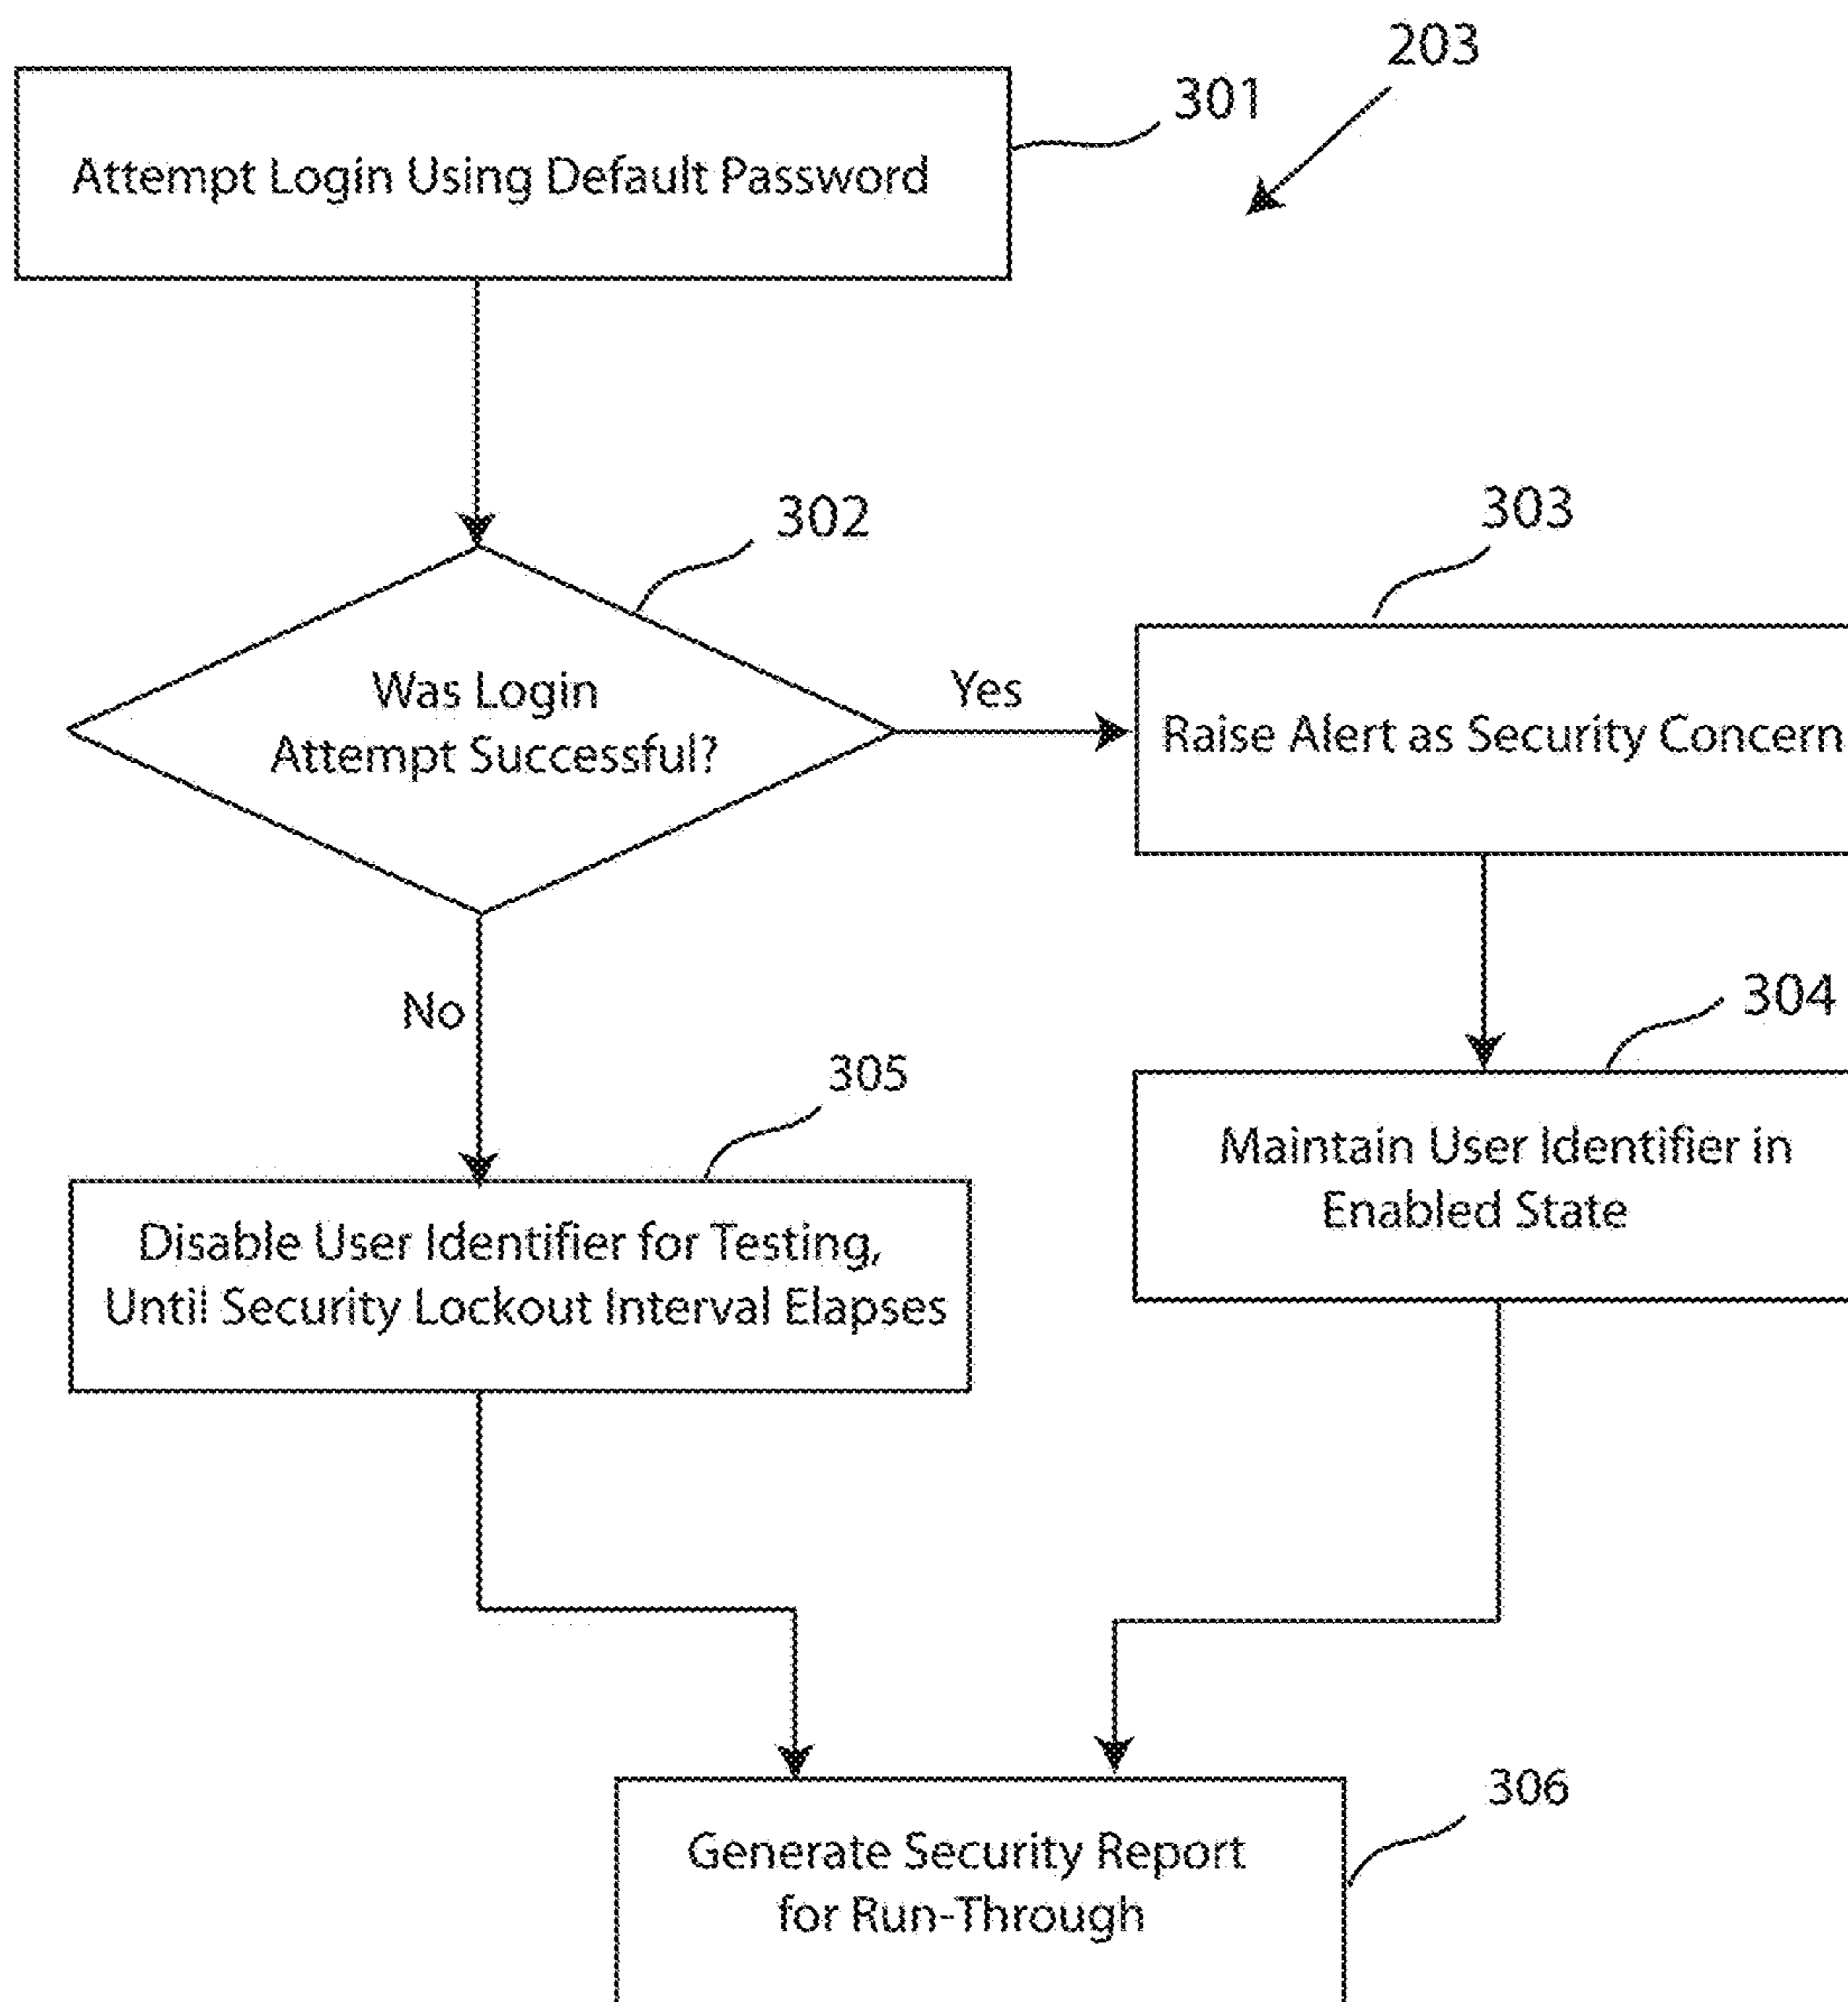 203
301
Attempt Login Using Default Password
302
Was Login
Attempt Successful?
Yes
303
Raise Alert as Security Concern
No
304
Maintain User Identifier in
Enabled State
305
Disable User Identifier for Testing,
Until Security Lockout Interval Elapses
306
Generate Security Report
for Run-Through